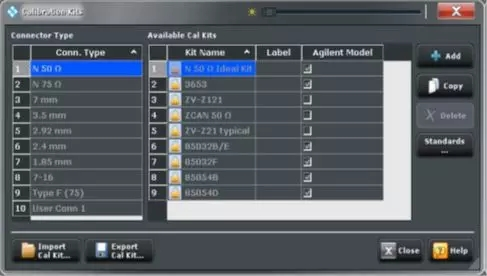 Calibration Kits
Connector Type
Conn. Type
1 N 50 Ω
2 N 75 Ω
3 7 mm
4 3.5 mm
5 2.92 mm
6 2.4 mm
7 1.85 mm
8 7-16
9 Type F (75)
10 User Conn 1
Available Cal Kits
Kit Name Label Agilent Model
1 N 50 Ω Ideal Kit
2 3653
3 ZV-Z121
4 ZCAN 50 Ω
5 ZV-Z21 typical
6 85032B/E
7 85032F
8 85054B
9 85054D
Add
Copy
Delete
Standards
...
Import
Cal Kit...
Export
Cal Kit...
Close
Help